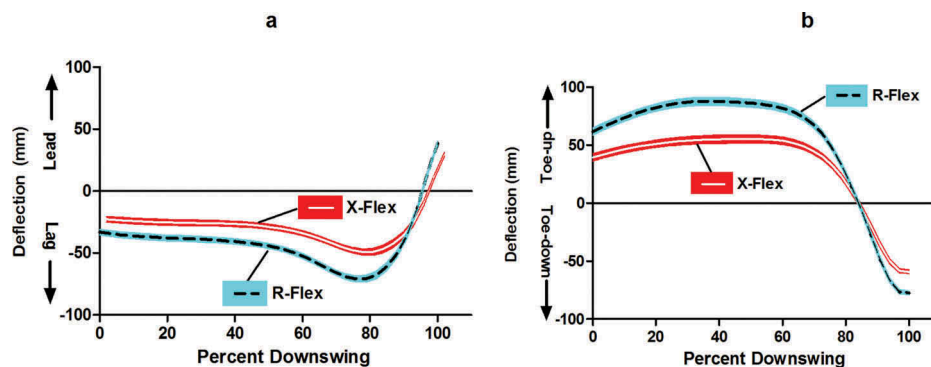 a
100
50
0
-50
-100
Deflection (mm)
Lead
Lag
X-Flex
R-Flex
0 20 40 60 80 100
Percent Downswing
b
100
50
0
-50
-100
Deflection (mm)
Toe-up
Toe-down
R-Flex
X-Flex
0 20 40 60 80 100
Percent Downswing